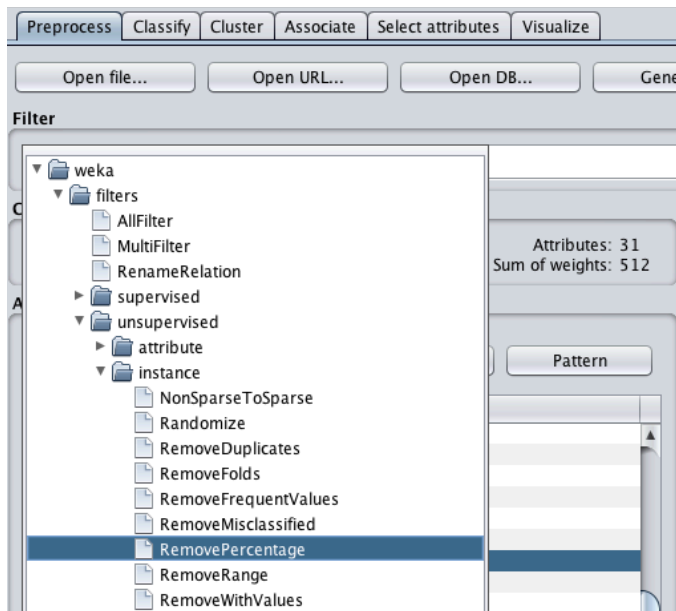 Preprocess Classify Cluster Associate Select attributes Visualize
Open file... Open URL... Open DB... Gene
Filter
weka
filters
AllFilter
C
MultiFilter
Attributes: 31
RenameRelation
Sum of weights: 512
supervised
A
unsupervised
attribute
Pattern
instance
NonSparseToSparse
Randomize
RemoveDuplicates
RemoveFolds
RemoveFrequentValues
RemoveMisclassified
RemovePercentage
RemoveRange
RemoveWithValues